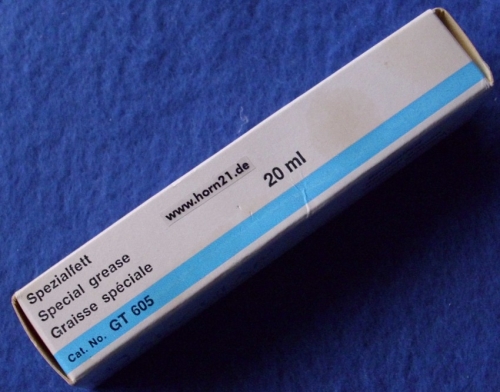 Spezialfett
Special grease
Graisse spéciale
Cat. No. GT 605
www.horn21.de
20 ml